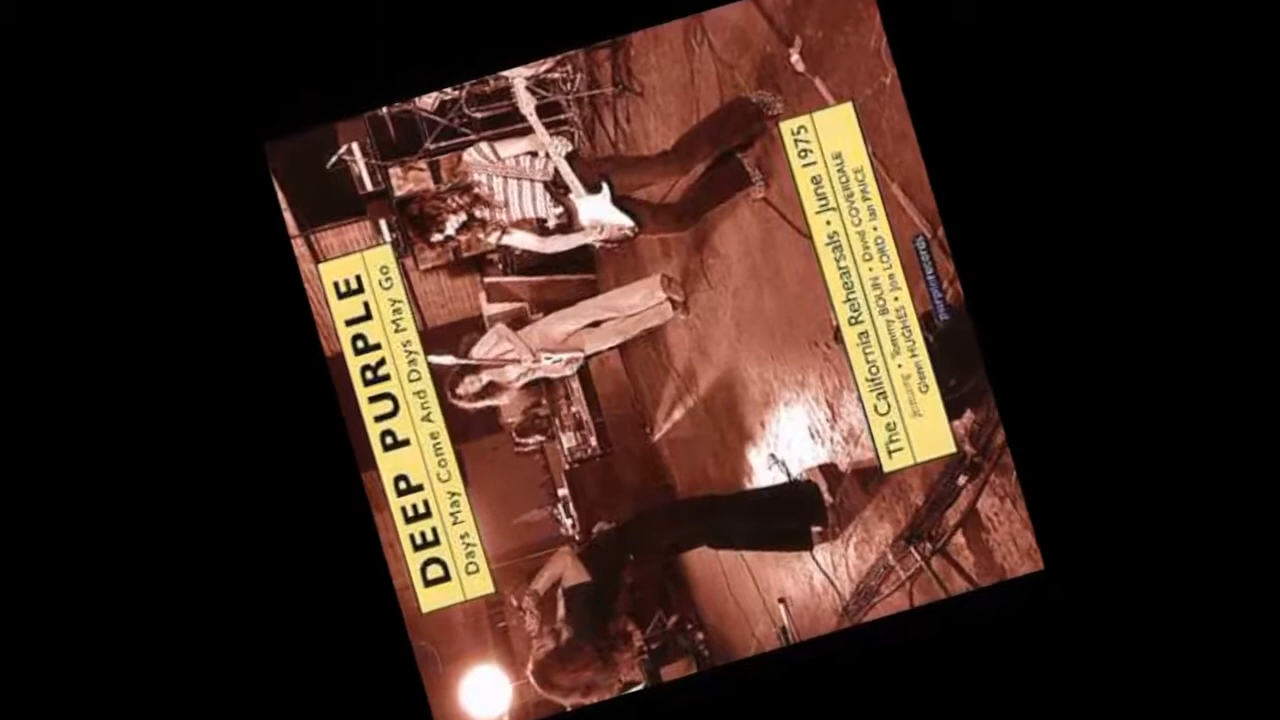 DEEP PURPLE
Days May Come And Days May Go
The California Rehearsals • June 1975
Featuring • Tommy BOLIN • David COVERDALE
Glenn HUGHES • Jon LORD • Ian PAICE
purplerecords